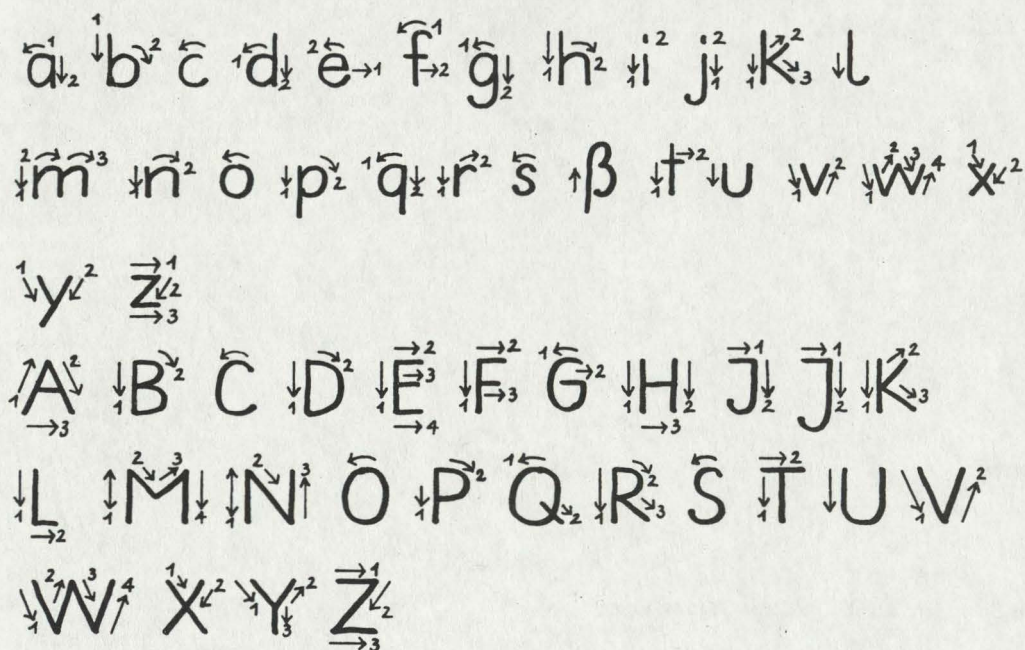 a b c d e f g h i j k l
m n o p q r s ß t u v w x
y z
A B C D E F G H J J K
L M N O P Q R S T U V
W X Y Z